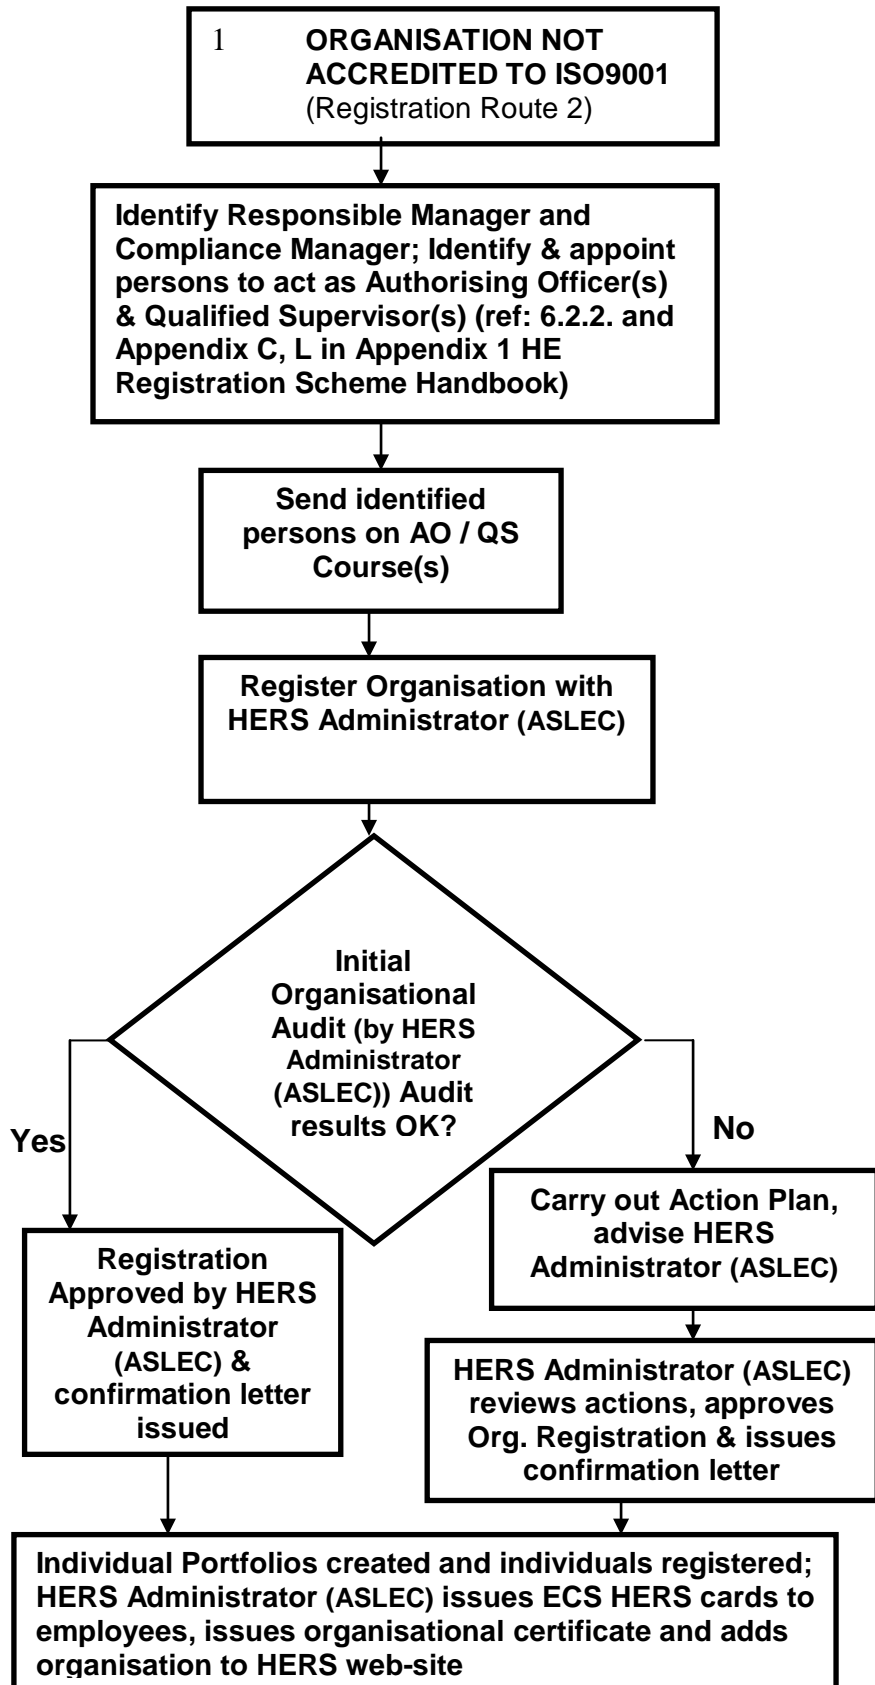 1 ORGANISATION NOT
ACCREDITED TO ISO9001
(Registration Route 2)
Identify Responsible Manager and
Compliance Manager; Identify & appoint
persons to act as Authorising Officer(s)
& Qualified Supervisor(s) (ref: 6.2.2. and
Appendix C, L in Appendix 1 HE
Registration Scheme Handbook)
Send identified
persons on AO / QS
Course(s)
Register Organisation with
HERS Administrator (ASLEC)
Initial
Organisational
Audit (by HERS
Administrator
(ASLEC)) Audit
results OK?
Yes
No
Registration
Approved by HERS
Administrator
(ASLEC) &
confirmation letter
issued
Carry out Action Plan,
advise HERS
Administrator (ASLEC)
HERS Administrator (ASLEC)
reviews actions, approves
Org. Registration & issues
confirmation letter
Individual Portfolios created and individuals registered;
HERS Administrator (ASLEC) issues ECS HERS cards to
employees, issues organisational certificate and adds
organisation to HERS web-site